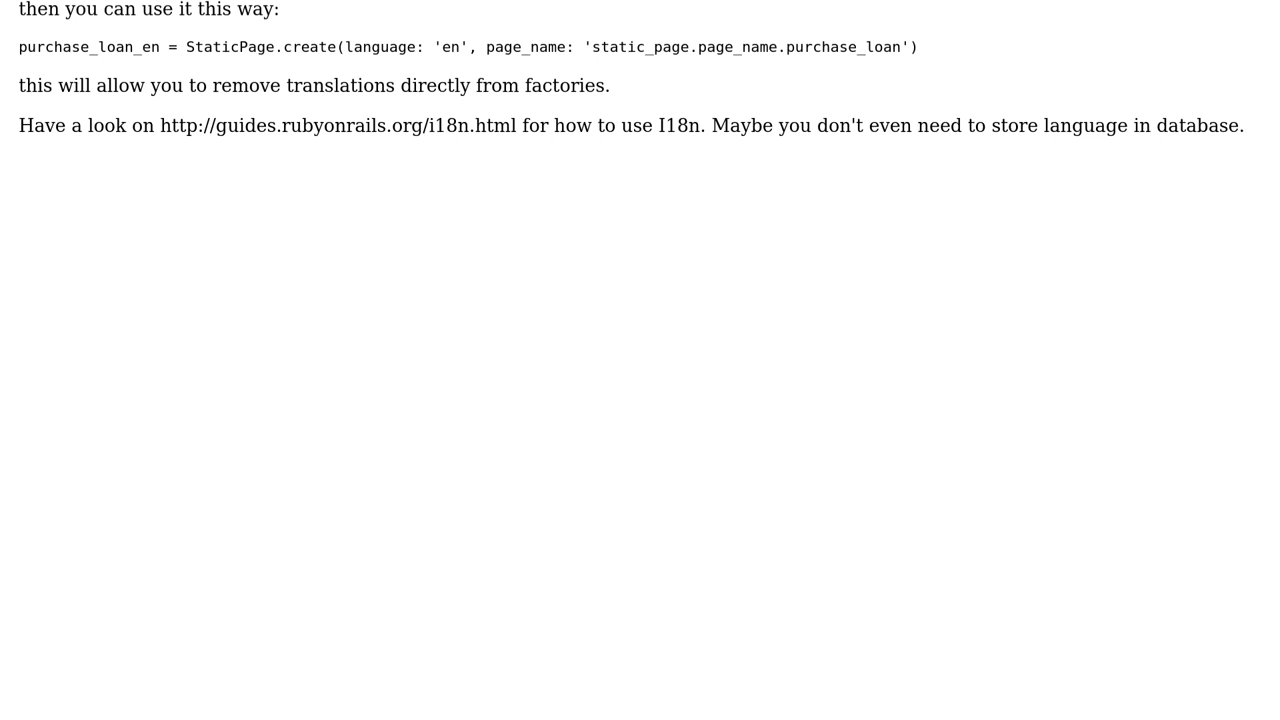 then you can use it this way:
purchase_loan_en = StaticPage.create(language: 'en', page_name: 'static_page.page_name.purchase_loan')
this will allow you to remove translations directly from factories.
Have a look on http://guides.rubyonrails.org/i18n.html for how to use I18n. Maybe you don't even need to store language in database.